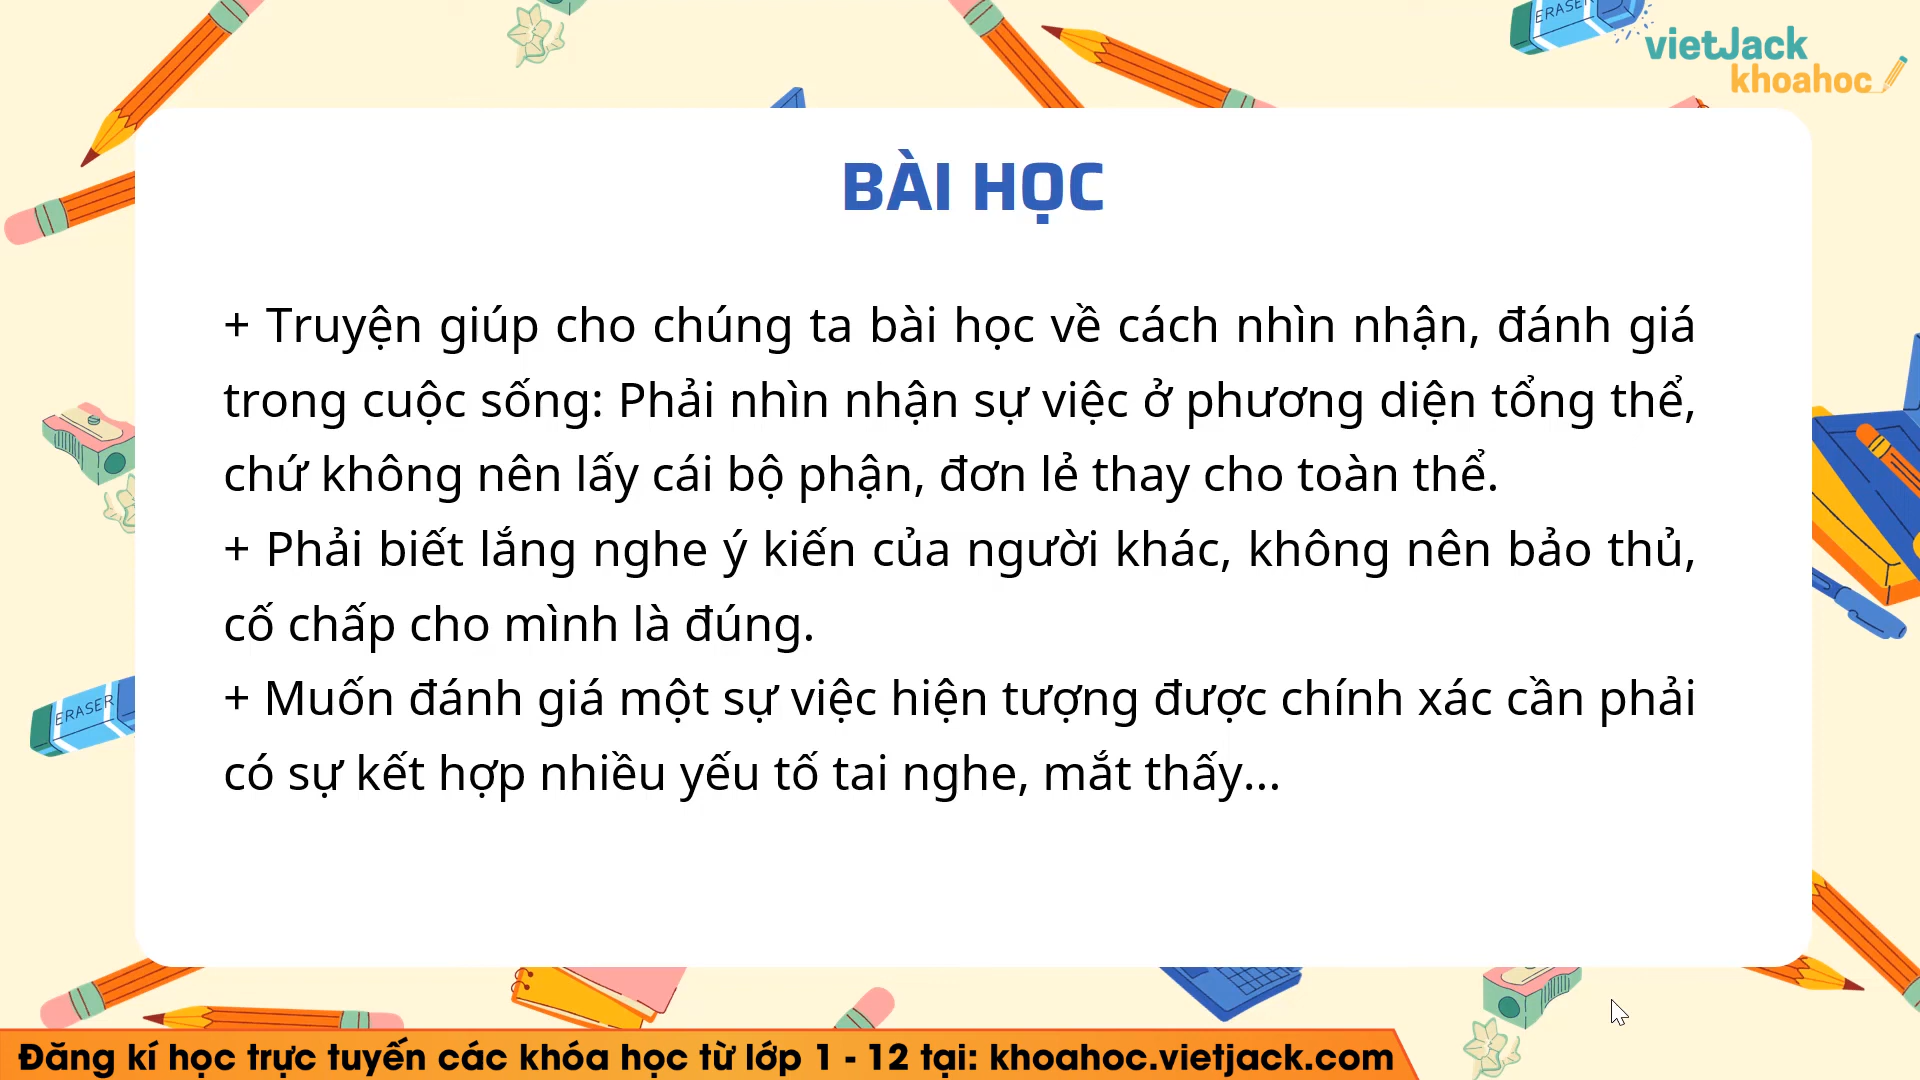 ERASER
vietJack
khoahoc
BÀI HỌC
+ Truyện giúp cho chúng ta bài học về cách nhìn nhận, đánh giá
trong cuộc sống: Phải nhìn nhận sự việc ở phương diện tổng thể,
chứ không nên lấy cái bộ phận, đơn lẻ thay cho toàn thể.
+ Phải biết lắng nghe ý kiến của người khác, không nên bảo thủ,
cố chấp cho mình là đúng.
+ Muốn đánh giá một sự việc hiện tượng được chính xác cần phải
có sự kết hợp nhiều yếu tố tai nghe, mắt thấy...
ERASER
Đăng kí học trực tuyến các khóa học từ lớp 1 - 12 tại: khoahoc.vietjack.com